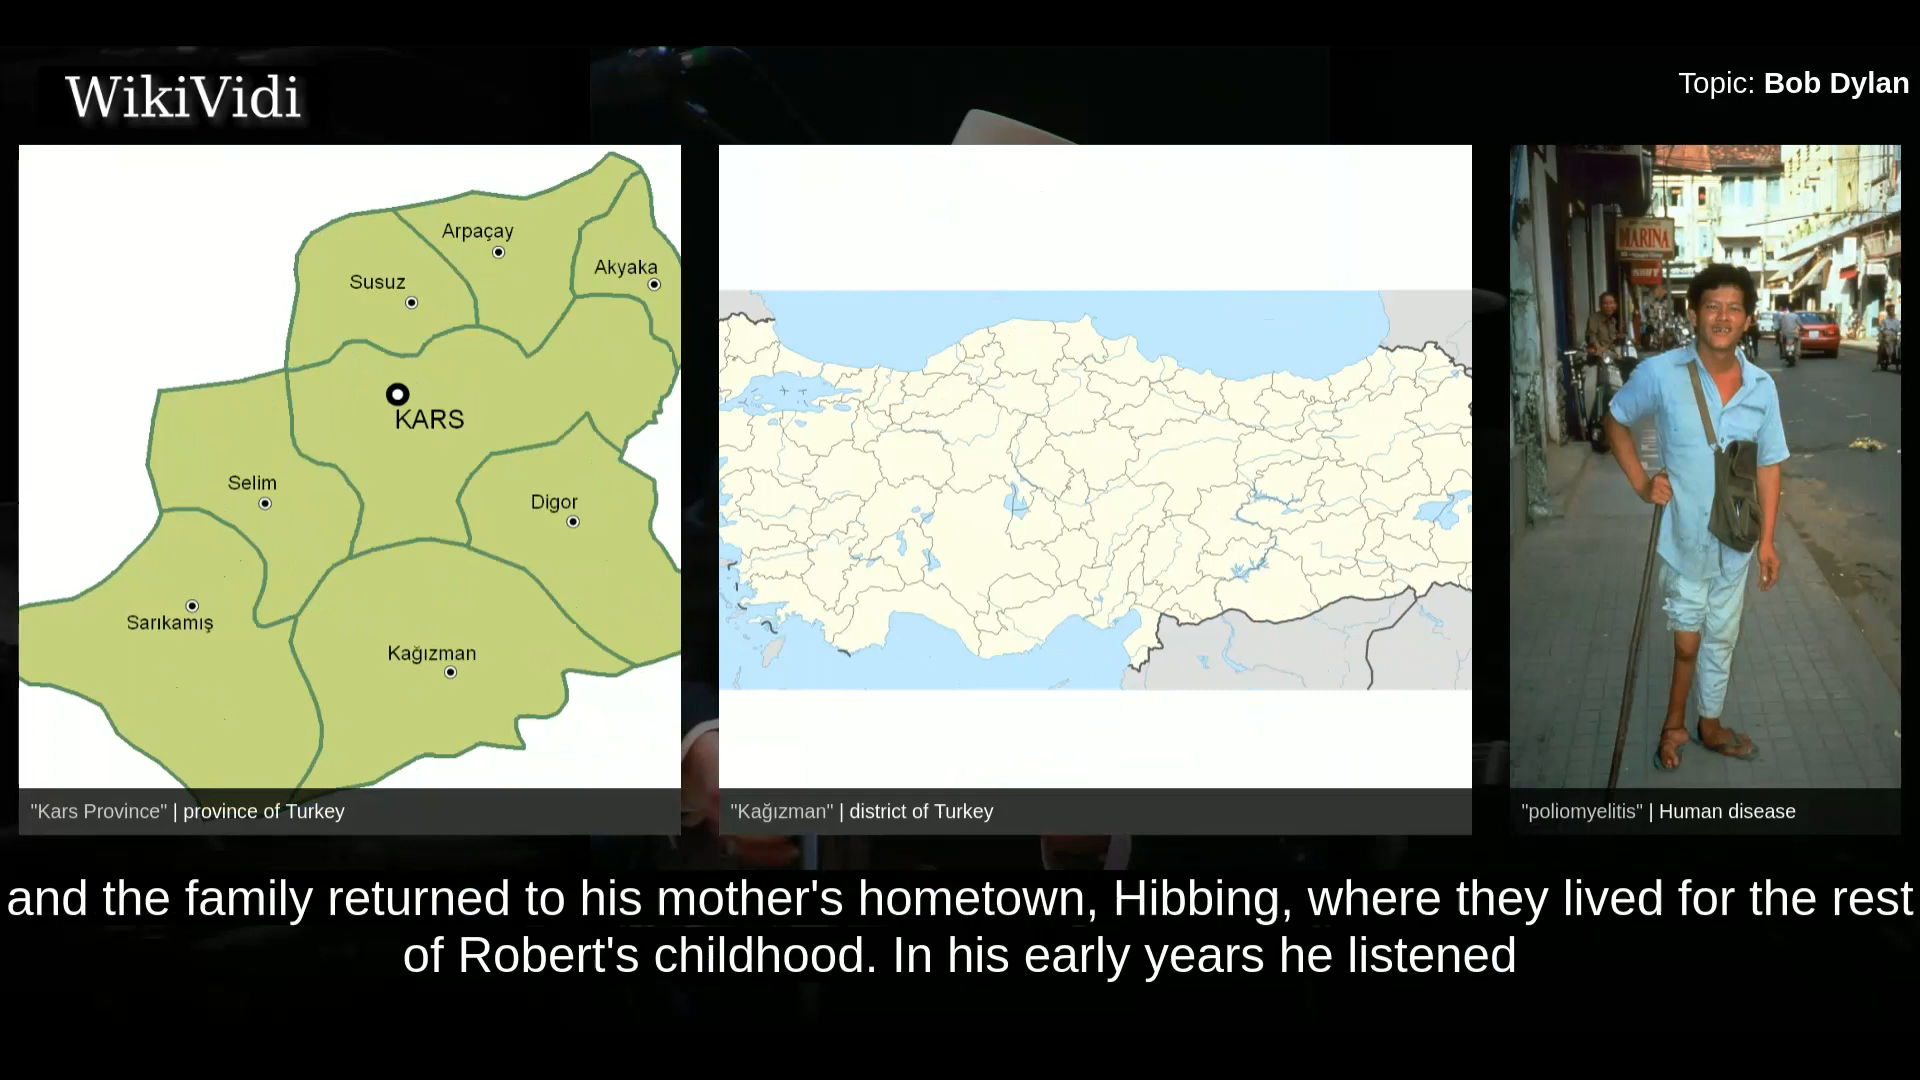 WikiVidi
Topic: Bob Dylan
Arpaçay
Akyaka
Susuz
KARS
Selim
Digor
Sarıkamış
Kağızman
MARINA
"Kars Province" | province of Turkey
"Kağızman" | district of Turkey
"poliomyelitis" | Human disease
and the family returned to his mother's hometown, Hibbing, where they lived for the rest
of Robert's childhood. In his early years he listened